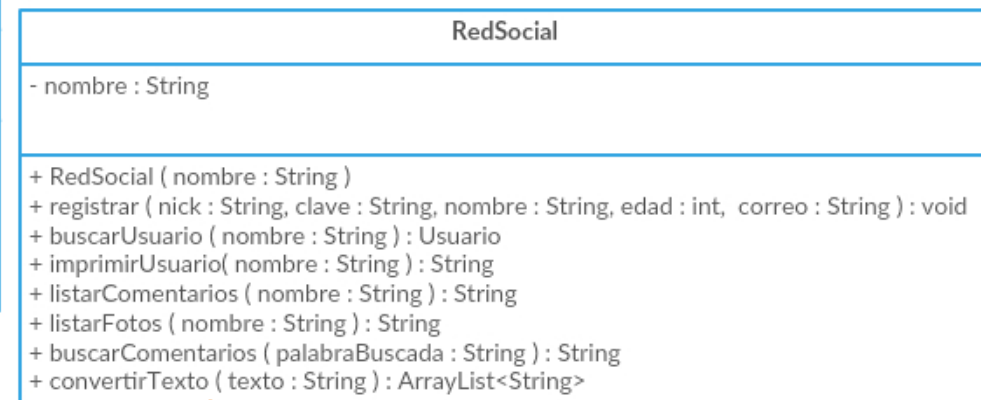 RedSocial
- nombre : String
+ RedSocial ( nombre : String )
+ registrar ( nick : String, clave : String, nombre : String, edad : int, correo : String ) : void
+ buscarUsuario ( nombre : String ) : Usuario
+ imprimirUsuario( nombre : String ) : String
+ listarComentarios ( nombre : String ) : String
+ listarFotos ( nombre : String ) : String
+ buscarComentarios ( palabraBuscada : String ) : String
+ convertirTexto ( texto : String ) : ArrayList<String>